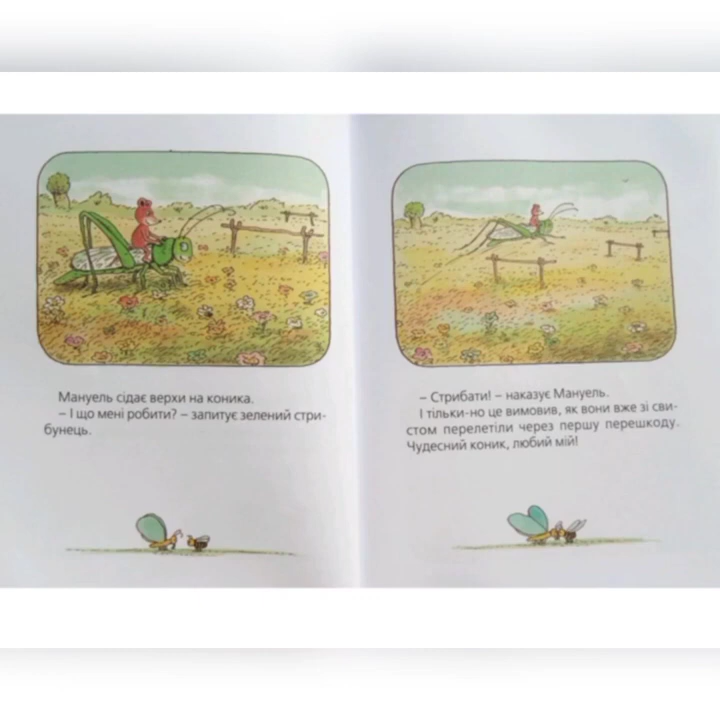 Мануель сідає верхи на коника.
– І що мені робити? – запитує зелений стри-
бунець.
– Стрибати! – наказує Мануель.
І тільки-но це вимовив, як вони вже зі сви-
стом перелетіли через першу перешкоду.
Чудесний коник, любий мій!